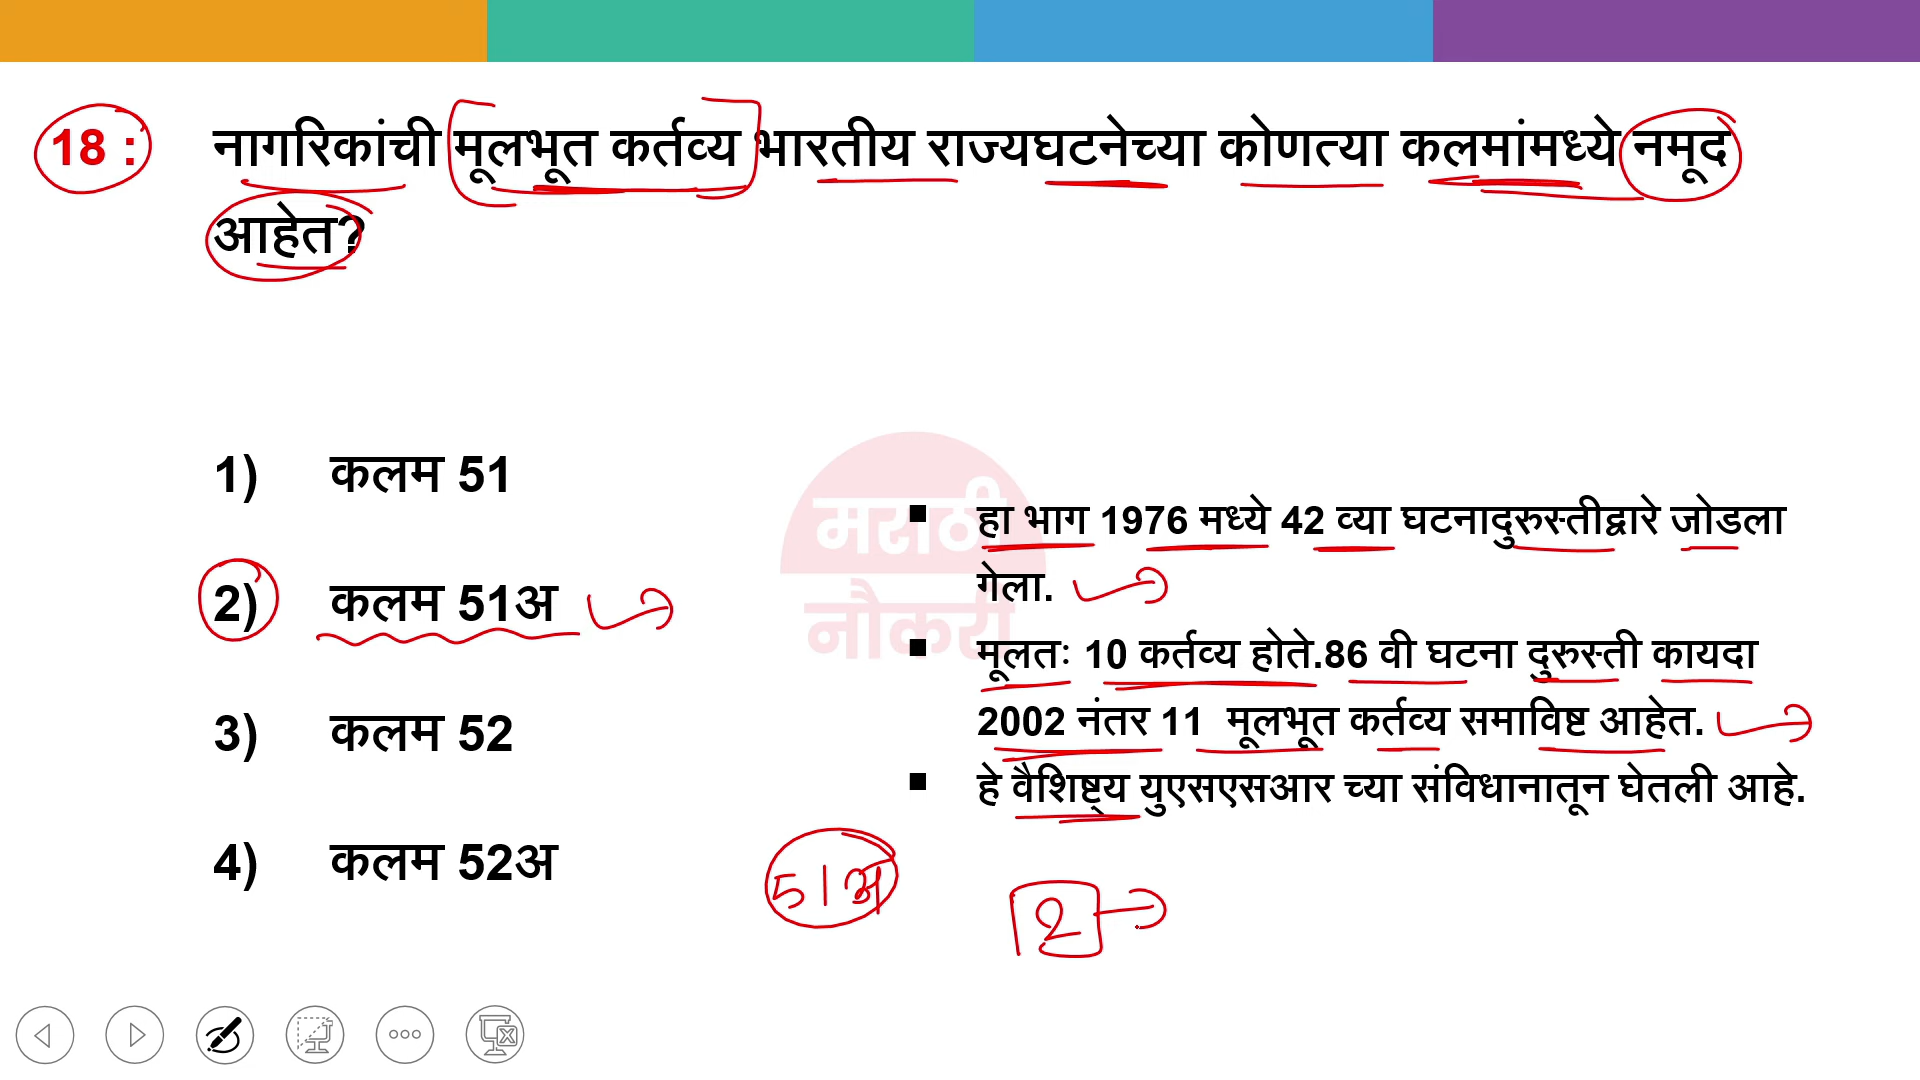 18 : नागरिकांची मूलभूत कर्तव्य भारतीय राज्यघटनेच्या कोणत्या कलमांमध्ये नमूद
आहेत?
1) कलम 51
2) कलम 51अ
3) कलम 52
4) कलम 52अ
मराठी
नौकरी
हा भाग 1976 मध्ये 42 व्या घटनादुरुस्तीद्वारे जोडला
गेला.
मूलतः 10 कर्तव्य होते.86 वी घटना दुरुस्ती कायदा
2002 नंतर 11 मूलभूत कर्तव्य समाविष्ट आहेत.
हे वैशिष्ट्य युएसएसआर च्या संविधानातून घेतली आहे.
51अ
2